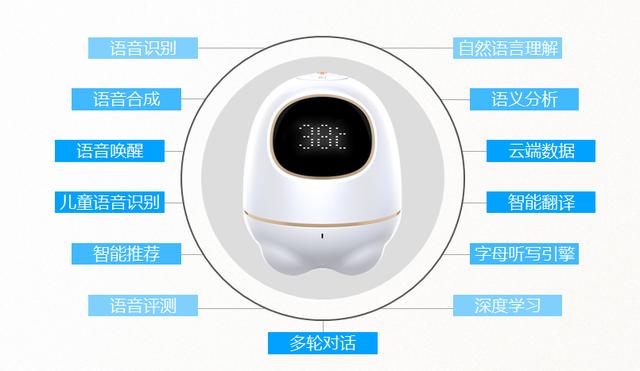 语音识别
自然语言理解
语音合成
语义分析
语音唤醒
云端数据
儿童语音识别
智能翻译
智能推荐
字母听写引擎
语音评测
深度学习
多轮对话